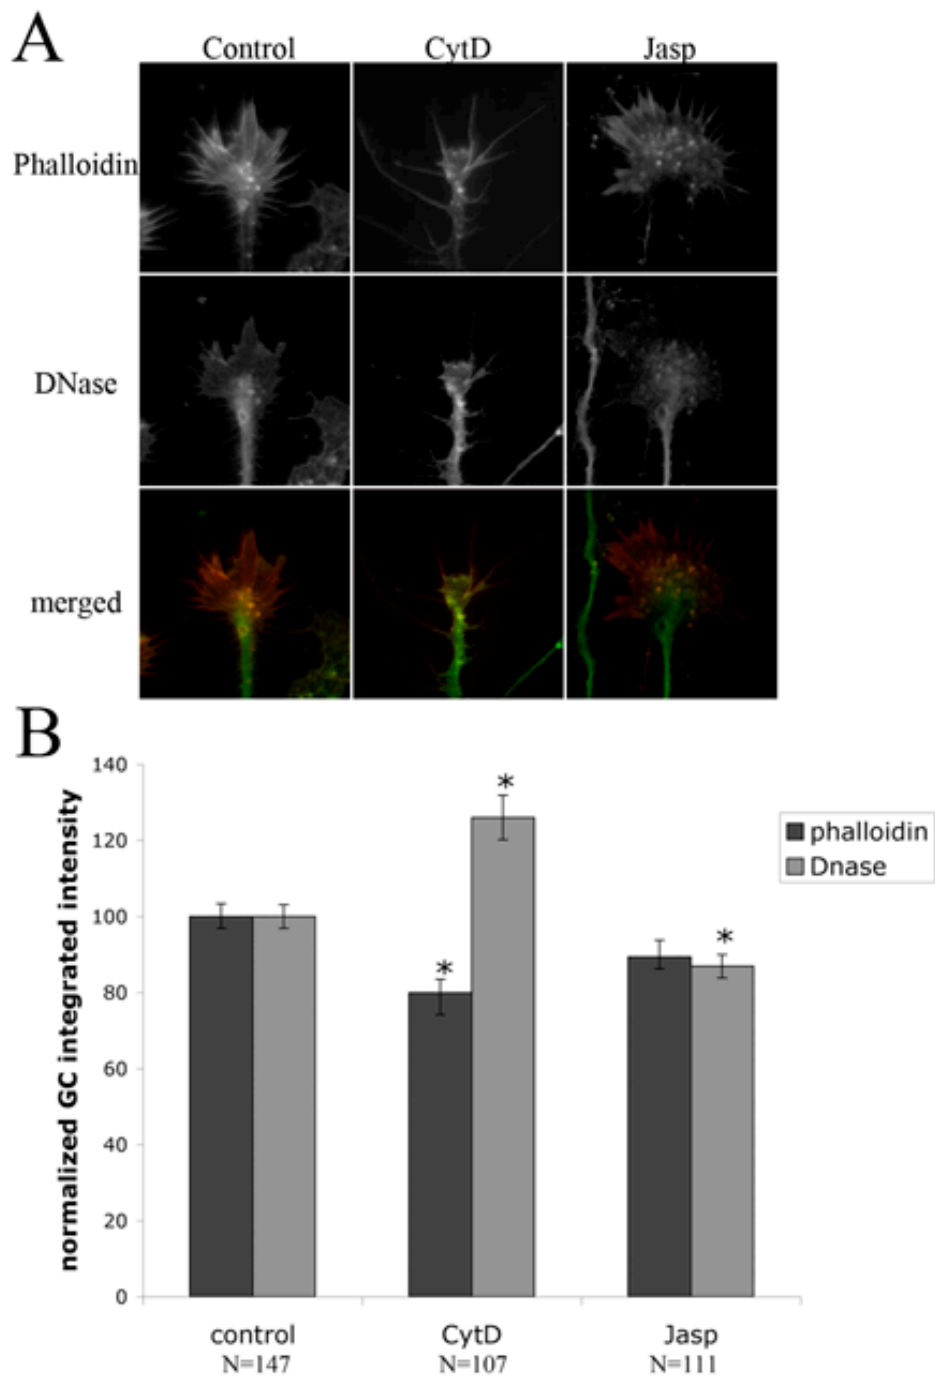 A
Control CytD Jasp
Phalloidin
DNase
merged
B
140
120
100
80
60
40
20
0
normalized GC integrated intensity
*
*
*
phalloidin
Dnase
control CytD Jasp
N=147 N=107 N=111